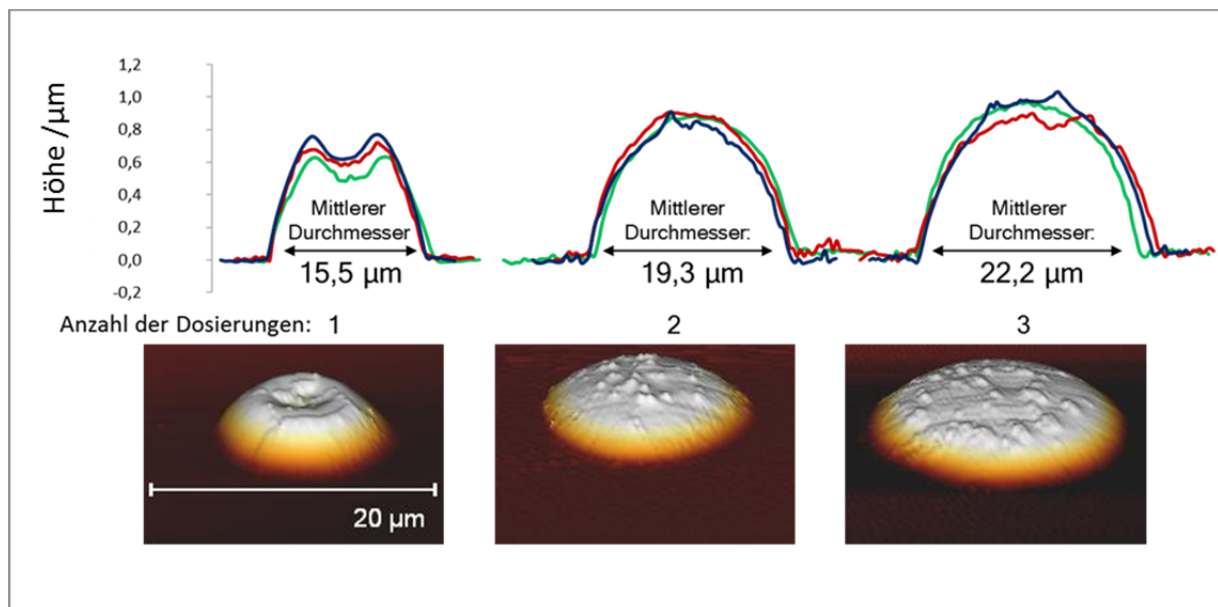 Höhe /µm
1,2
1,0
0,8
0,6
0,4
0,2
0,0
-0,2
Mittlerer
Durchmesser
15,5 µm
Mittlerer
Durchmesser:
19,3 µm
Mittlerer
Durchmesser:
22,2 µm
Anzahl der Dosierungen: 1 2 3
20 µm